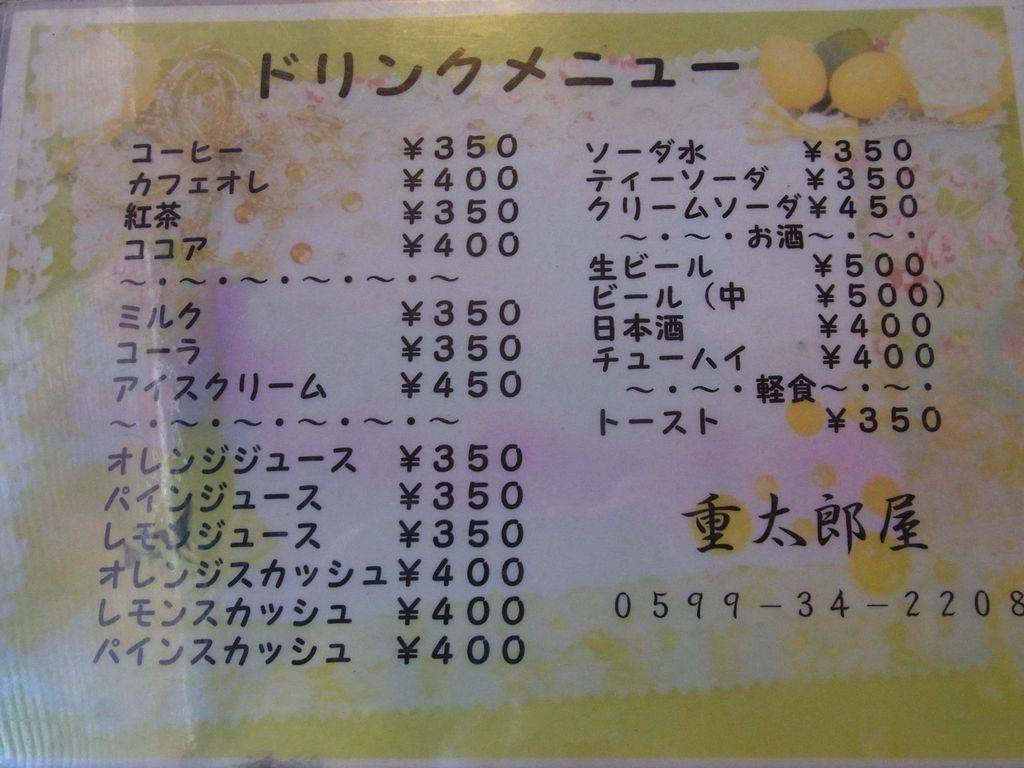 ドリンクメニュー
コーヒー ¥350
カフェオレ ¥400
紅茶 ¥350
ココア ¥400
～・～・～・～・～・～
ミルク ¥350
コーラ ¥350
アイスクリーム ¥450
～・～・～・～・～・～
オレンジジュース ¥350
パインジュース ¥350
レモンジュース ¥350
オレンジスカッシュ¥400
レモンスカッシュ ¥400
パインスカッシュ ¥400
ソーダ水 ¥350
ティーソーダ ¥350
クリームソーダ¥450
～・～・お酒～・～・
生ビール ¥500
ビール（中 ¥500）
日本酒 ¥400
チューハイ ¥400
～・～・軽食～・～・
トースト ¥350
重太郎屋
0599-34-2208